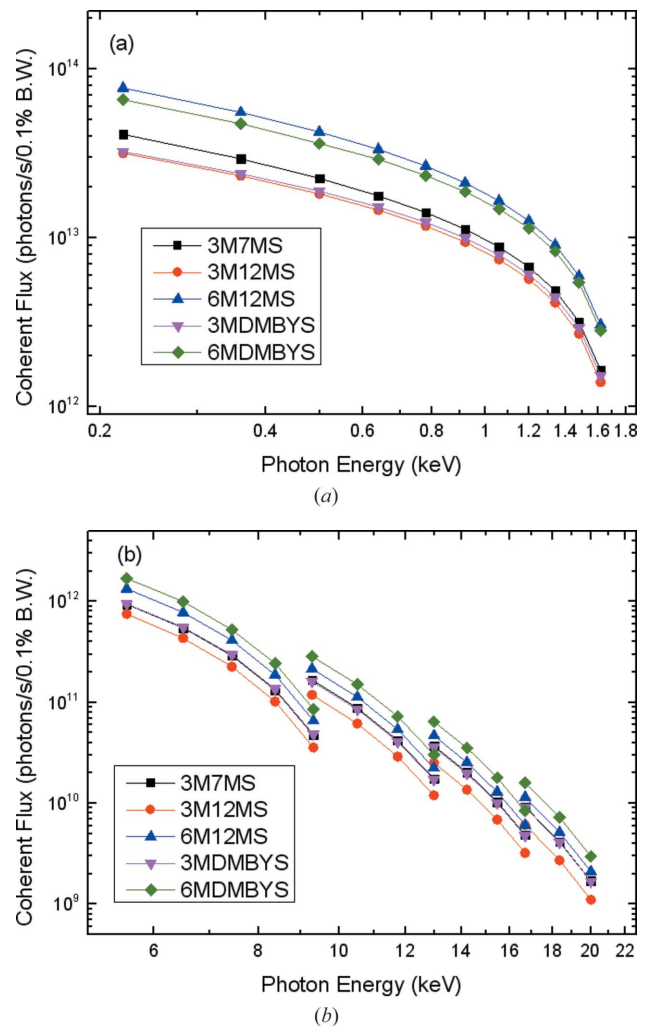 (a)
Coherent Flux (photons/s/0.1% B.W.)
10^14
10^13
10^12
3M7MS
3M12MS
6M12MS
3MDMBYS
6MDMBYS
0.2 0.4 0.6 0.8 1 1.2 1.4 1.6 1.8
Photon Energy (keV)
(a)
(b)
Coherent Flux (photons/s/0.1% B.W.)
10^12
10^11
10^10
10^9
3M7MS
3M12MS
6M12MS
3MDMBYS
6MDMBYS
6 8 10 12 14 16 18 20 22
Photon Energy (keV)
(b)